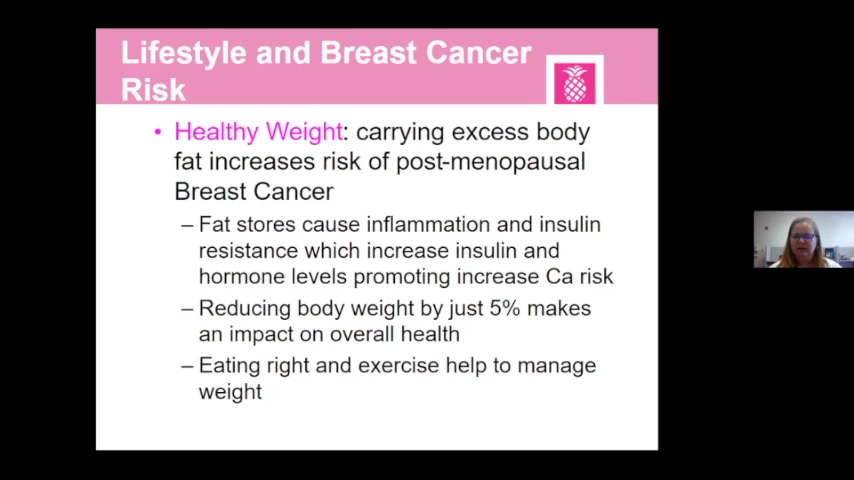 Lifestyle and Breast Cancer
Risk
• Healthy Weight: carrying excess body
fat increases risk of post-menopausal
Breast Cancer
– Fat stores cause inflammation and insulin
resistance which increase insulin and
hormone levels promoting increase Ca risk
– Reducing body weight by just 5% makes
an impact on overall health
– Eating right and exercise help to manage
weight